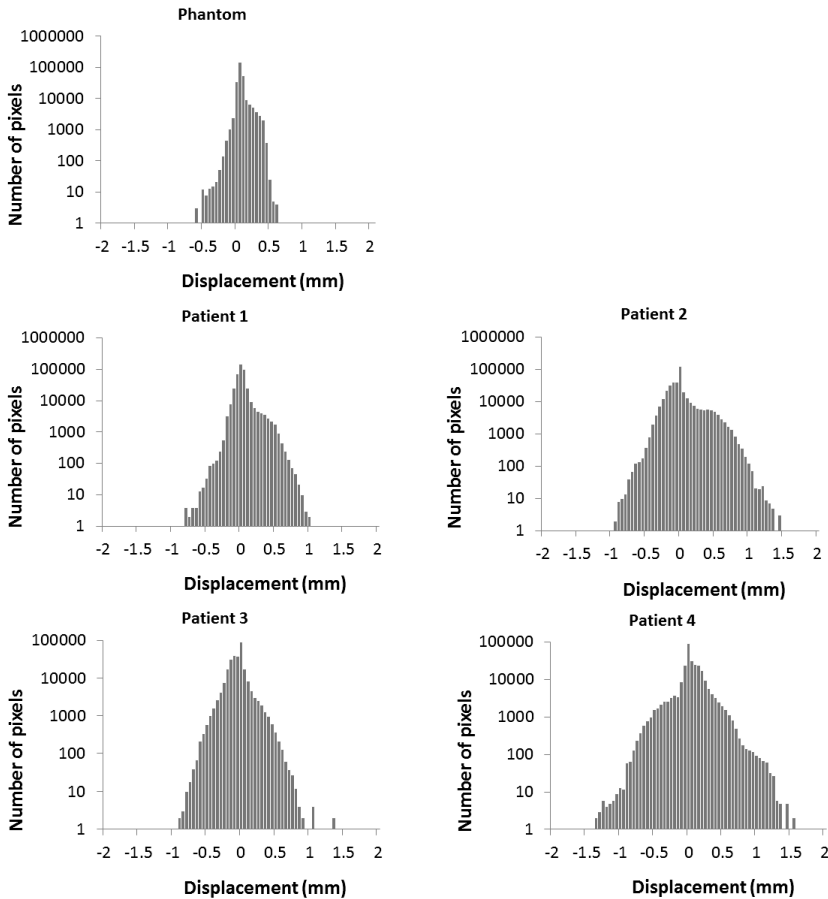 Phantom
Number of pixels
1000000
100000
10000
1000
100
10
1
-2 -1.5 -1 -0.5 0 0.5 1 1.5 2
Displacement (mm)
Patient 1
Number of pixels
1000000
100000
10000
1000
100
10
1
-2 -1.5 -1 -0.5 0 0.5 1 1.5 2
Displacement (mm)
Patient 2
Number of pixels
1000000
100000
10000
1000
100
10
1
-2 -1.5 -1 -0.5 0 0.5 1 1.5 2
Displacement (mm)
Patient 3
Number of pixels
100000
10000
1000
100
10
1
-2 -1.5 -1 -0.5 0 0.5 1 1.5 2
Displacement (mm)
Patient 4
Number of pixels
100000
10000
1000
100
10
1
-2 -1.5 -1 -0.5 0 0.5 1 1.5 2
Displacement (mm)